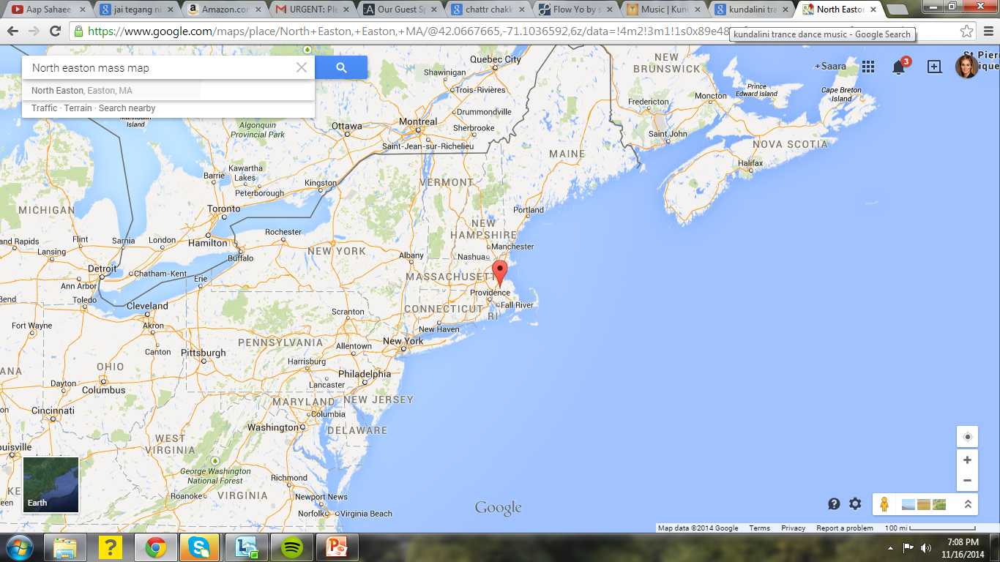 Aap Sahaee
jai tegang ni
Amazon.con
URGENT: Ple
Our Guest Sp
chattr chakk
Flow Yo by s
Music | Kund
kundalini tra
North Easton
https://www.google.com/maps/place/North+Easton,+Easton,+MA/@42.0667665,-71.1036592,6z/data=!4m2!3m1!1s0x89e48
kundalini trance dance music - Google Search
North easton mass map
North Easton, Easton, MA
Traffic · Terrain · Search nearby
+Saara
3
St Pierr
ique
Quebec City
Shawinigan
Trois-Rivières
Drummondville
Montreal
Sherbrooke
Ottawa
Saint-Jean-sur-Richelieu
Manitoulin
Island
Algonquin
Provincial Park
NEW
BRUNSWICK
Fredericton
Moncton
Prince
Edward Island
Cape Breton
Island
Saint John
NOVA SCOTIA
Halifax
MAINE
VERMONT
Barrie
Kawartha
Lakes
Peterborough
Kingston
Toronto
MICHIGAN
Portland
NEW
HAMPSHIRE
Manchester
Nashua
and Rapids
Flint
Sarnia
London
Hamilton
Rochester
Buffalo
NEW YORK
Albany
Lansing
Detroit
Chatham-Kent
Ann Arbor
Erie
MASSACHUSETT
Providence
Fall River
Bend
Toledo
Cleveland
CONNECTICUT
RI
Scranton
New Haven
Fort Wayne
Akron
Canton
PENNSYLVANIA
New York
Allentown
Pittsburgh
Harrisburg
OHIO
Philadelphia
Lancaster
ANA
Dayton
Columbus
MARYLAND
NEW JERSEY
Cincinnati
Columbia
Washington
DELAWARE
WEST
VIRGINIA
ouisville
George Washington
National Forest
Richmond
KE
een
Roanoke
VIRGINIA
Newport News
Norfolk
Virginia Beach
Earth
Google
Map data ©2014 Google
Terms
Privacy
Report a problem
100 mi
7:08 PM
11/16/2014